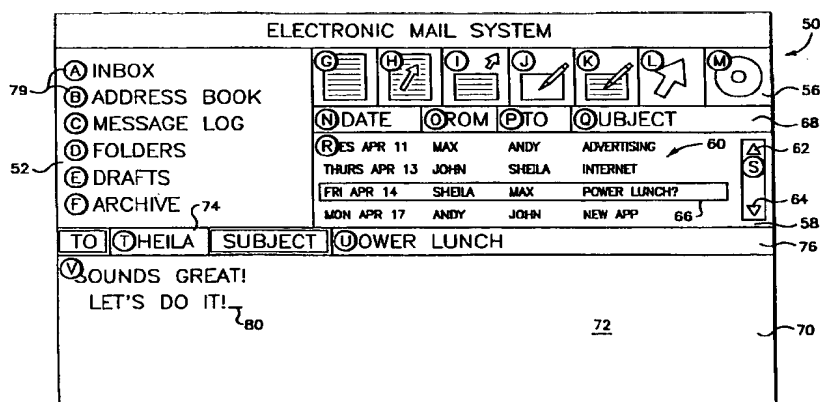 ELECTRONIC MAIL SYSTEM
50
A INBOX
79
B ADDRESS BOOK
C MESSAGE LOG
52
D FOLDERS
E DRAFTS
F ARCHIVE
74
G H I J K L M
56
N DATE O ROM P TO Q UBJECT
68
R ES APR 11 MAX ANDY ADVERTISING
60
62
THURS APR 13 JOHN SHEILA INTERNET
S
FRI APR 14 SHEILA MAX POWER LUNCH?
64
MON APR 17 ANDY JOHN NEW APP
66
58
TO T HEILA SUBJECT U OWER LUNCH
76
V SOUNDS GREAT!
LET'S DO IT!_
80
72
70